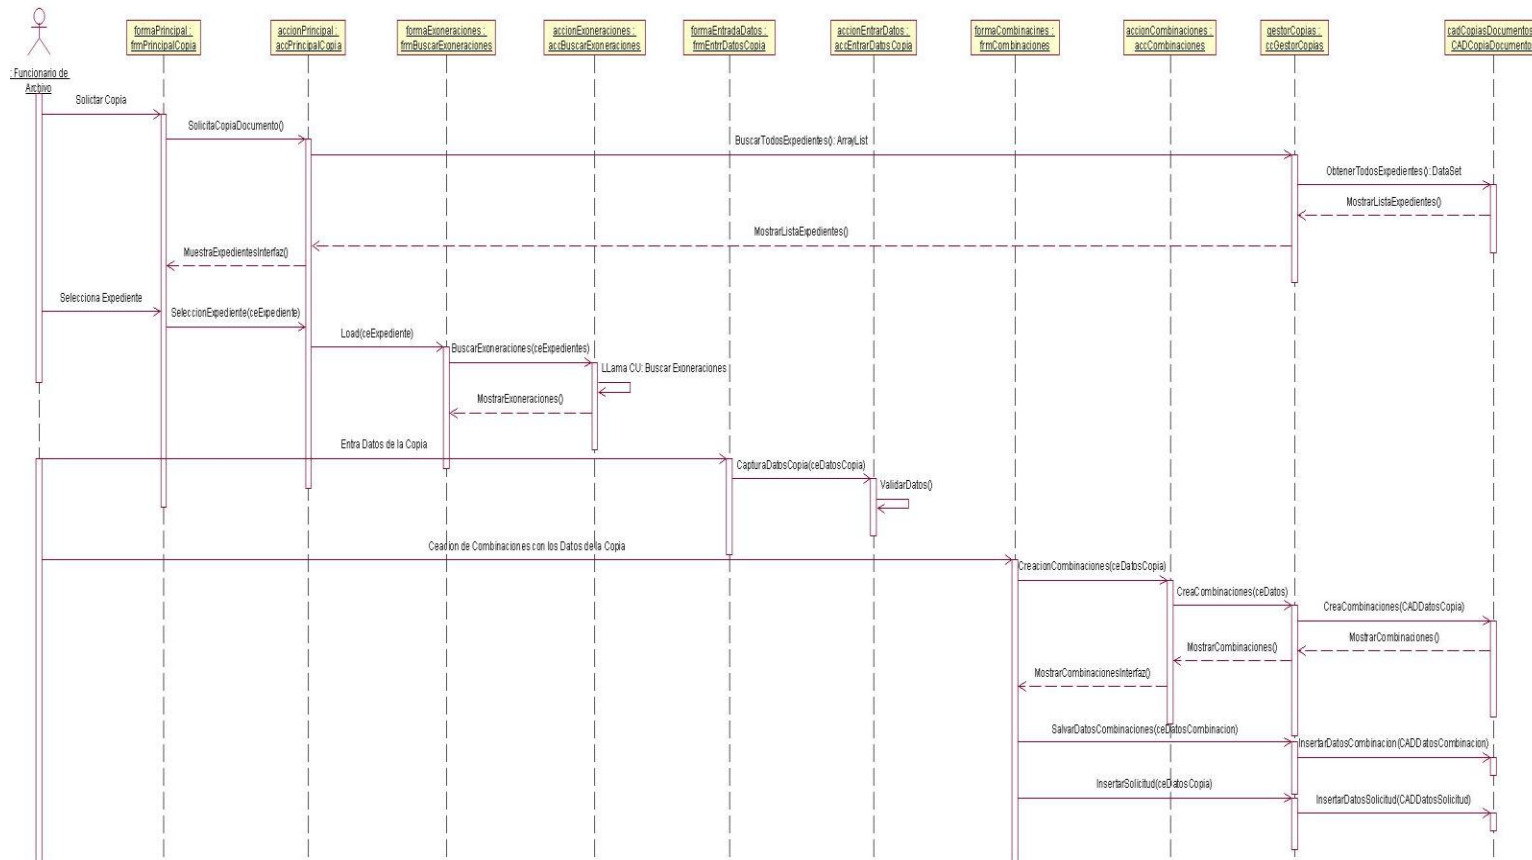 formaPrincipal :
frmPrincipalCopia
accionPrincipal :
accPrincipalCopia
formaExoneraciones :
frmBuscarExoneraciones
accionExoneraciones :
accBuscarExoneraciones
formaEntradaDatos :
frmEntrrDatosCopia
accionEntrarDatos :
accEntrarDatosCopia
formaCombinacines :
frmCombinaciones
accionCombinaciones :
accCombinaciones
gestorCopias :
ccGestorCopias
cadCopiasDocumentos
CADCopiaDocumento
: Funcionario de
Archivo
Solictar Copia
SolicitaCopiaDocumento()
BuscarTodosExpedientes(): ArrayList
ObtenerTodosExpedientes(): DataSet
MostrarListaExpedientes()
MostrarListaExpedientes()
MuestraExpedientesInterfaz()
Selecciona Expediente
SeleccionExpediente(ceExpediente)
Load(ceExpediente)
BuscarExoneraciones(ceExpedientes)
LLama CU: Buscar Exoneraciones
MostrarExoneraciones()
Entra Datos de la Copia
CapturaDatosCopia(ceDatosCopia)
ValidarDatos()
Ceacion de Combinaciones con los Datos de la Copia
CreacionCombinaciones(ceDatosCopia)
CreaCombinaciones(ceDatos)
CreaCombinaciones(CADDatosCopia)
MostrarCombinaciones()
MostrarCombinaciones()
MostrarCombinacionesInterfaz()
SalvarDatosCombinaciones(ceDatosCombinacion)
InsertarDatosCombinacion(CADDatosCombinacion)
InsertarSolicitud(ceDatosCopia)
InsertarDatosSolicitud(CADDatosSolicitud)